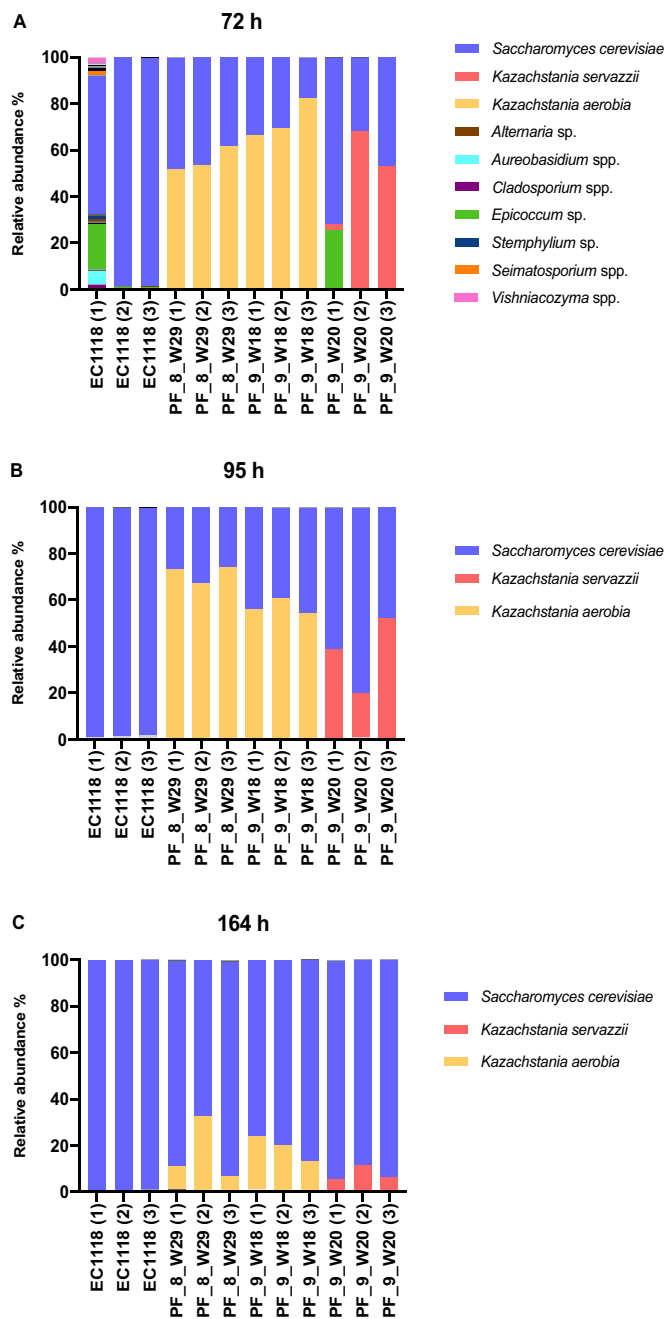 A
72 h
Relative abundance %
100
80
60
40
20
0
EC1118 (1)
EC1118 (2)
EC1118 (3)
PF_8_W29 (1)
PF_8_W29 (2)
PF_8_W29 (3)
PF_9_W18 (1)
PF_9_W18 (2)
PF_9_W18 (3)
PF_9_W20 (1)
PF_9_W20 (2)
PF_9_W20 (3)
Saccharomyces cerevisiae
Kazachstania servazzii
Kazachstania aerobia
Alternaria sp.
Aureobasidium spp.
Cladosporium spp.
Epicoccum sp.
Stemphylium sp.
Seimatosporium spp.
Vishniacozyma spp.
B
95 h
Relative abundance %
100
80
60
40
20
0
EC1118 (1)
EC1118 (2)
EC1118 (3)
PF_8_W29 (1)
PF_8_W29 (2)
PF_8_W29 (3)
PF_9_W18 (1)
PF_9_W18 (2)
PF_9_W18 (3)
PF_9_W20 (1)
PF_9_W20 (2)
PF_9_W20 (3)
Saccharomyces cerevisiae
Kazachstania servazzii
Kazachstania aerobia
C
164 h
Relative abundance %
100
80
60
40
20
0
EC1118 (1)
EC1118 (2)
EC1118 (3)
PF_8_W29 (1)
PF_8_W29 (2)
PF_8_W29 (3)
PF_9_W18 (1)
PF_9_W18 (2)
PF_9_W18 (3)
PF_9_W20 (1)
PF_9_W20 (2)
PF_9_W20 (3)
Saccharomyces cerevisiae
Kazachstania servazzii
Kazachstania aerobia